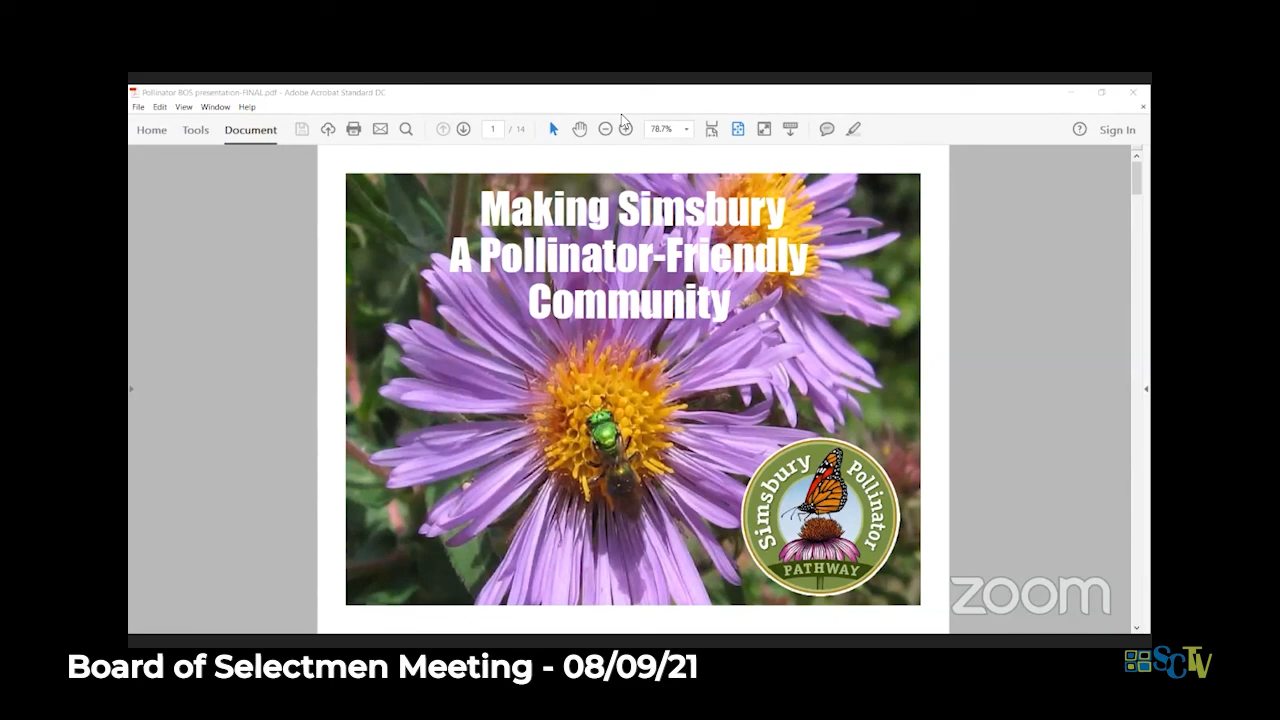 Pollinator BOS presentation-FINAL.pdf - Adobe Acrobat Standard DC
File Edit View Window Help
Home Tools Document 1 / 14 78.7% Sign In
Making Simsbury
A Pollinator-Friendly
Community
Simsbury Pollinator
PATHWAY
zoom
Board of Selectmen Meeting - 08/09/21
SCTV